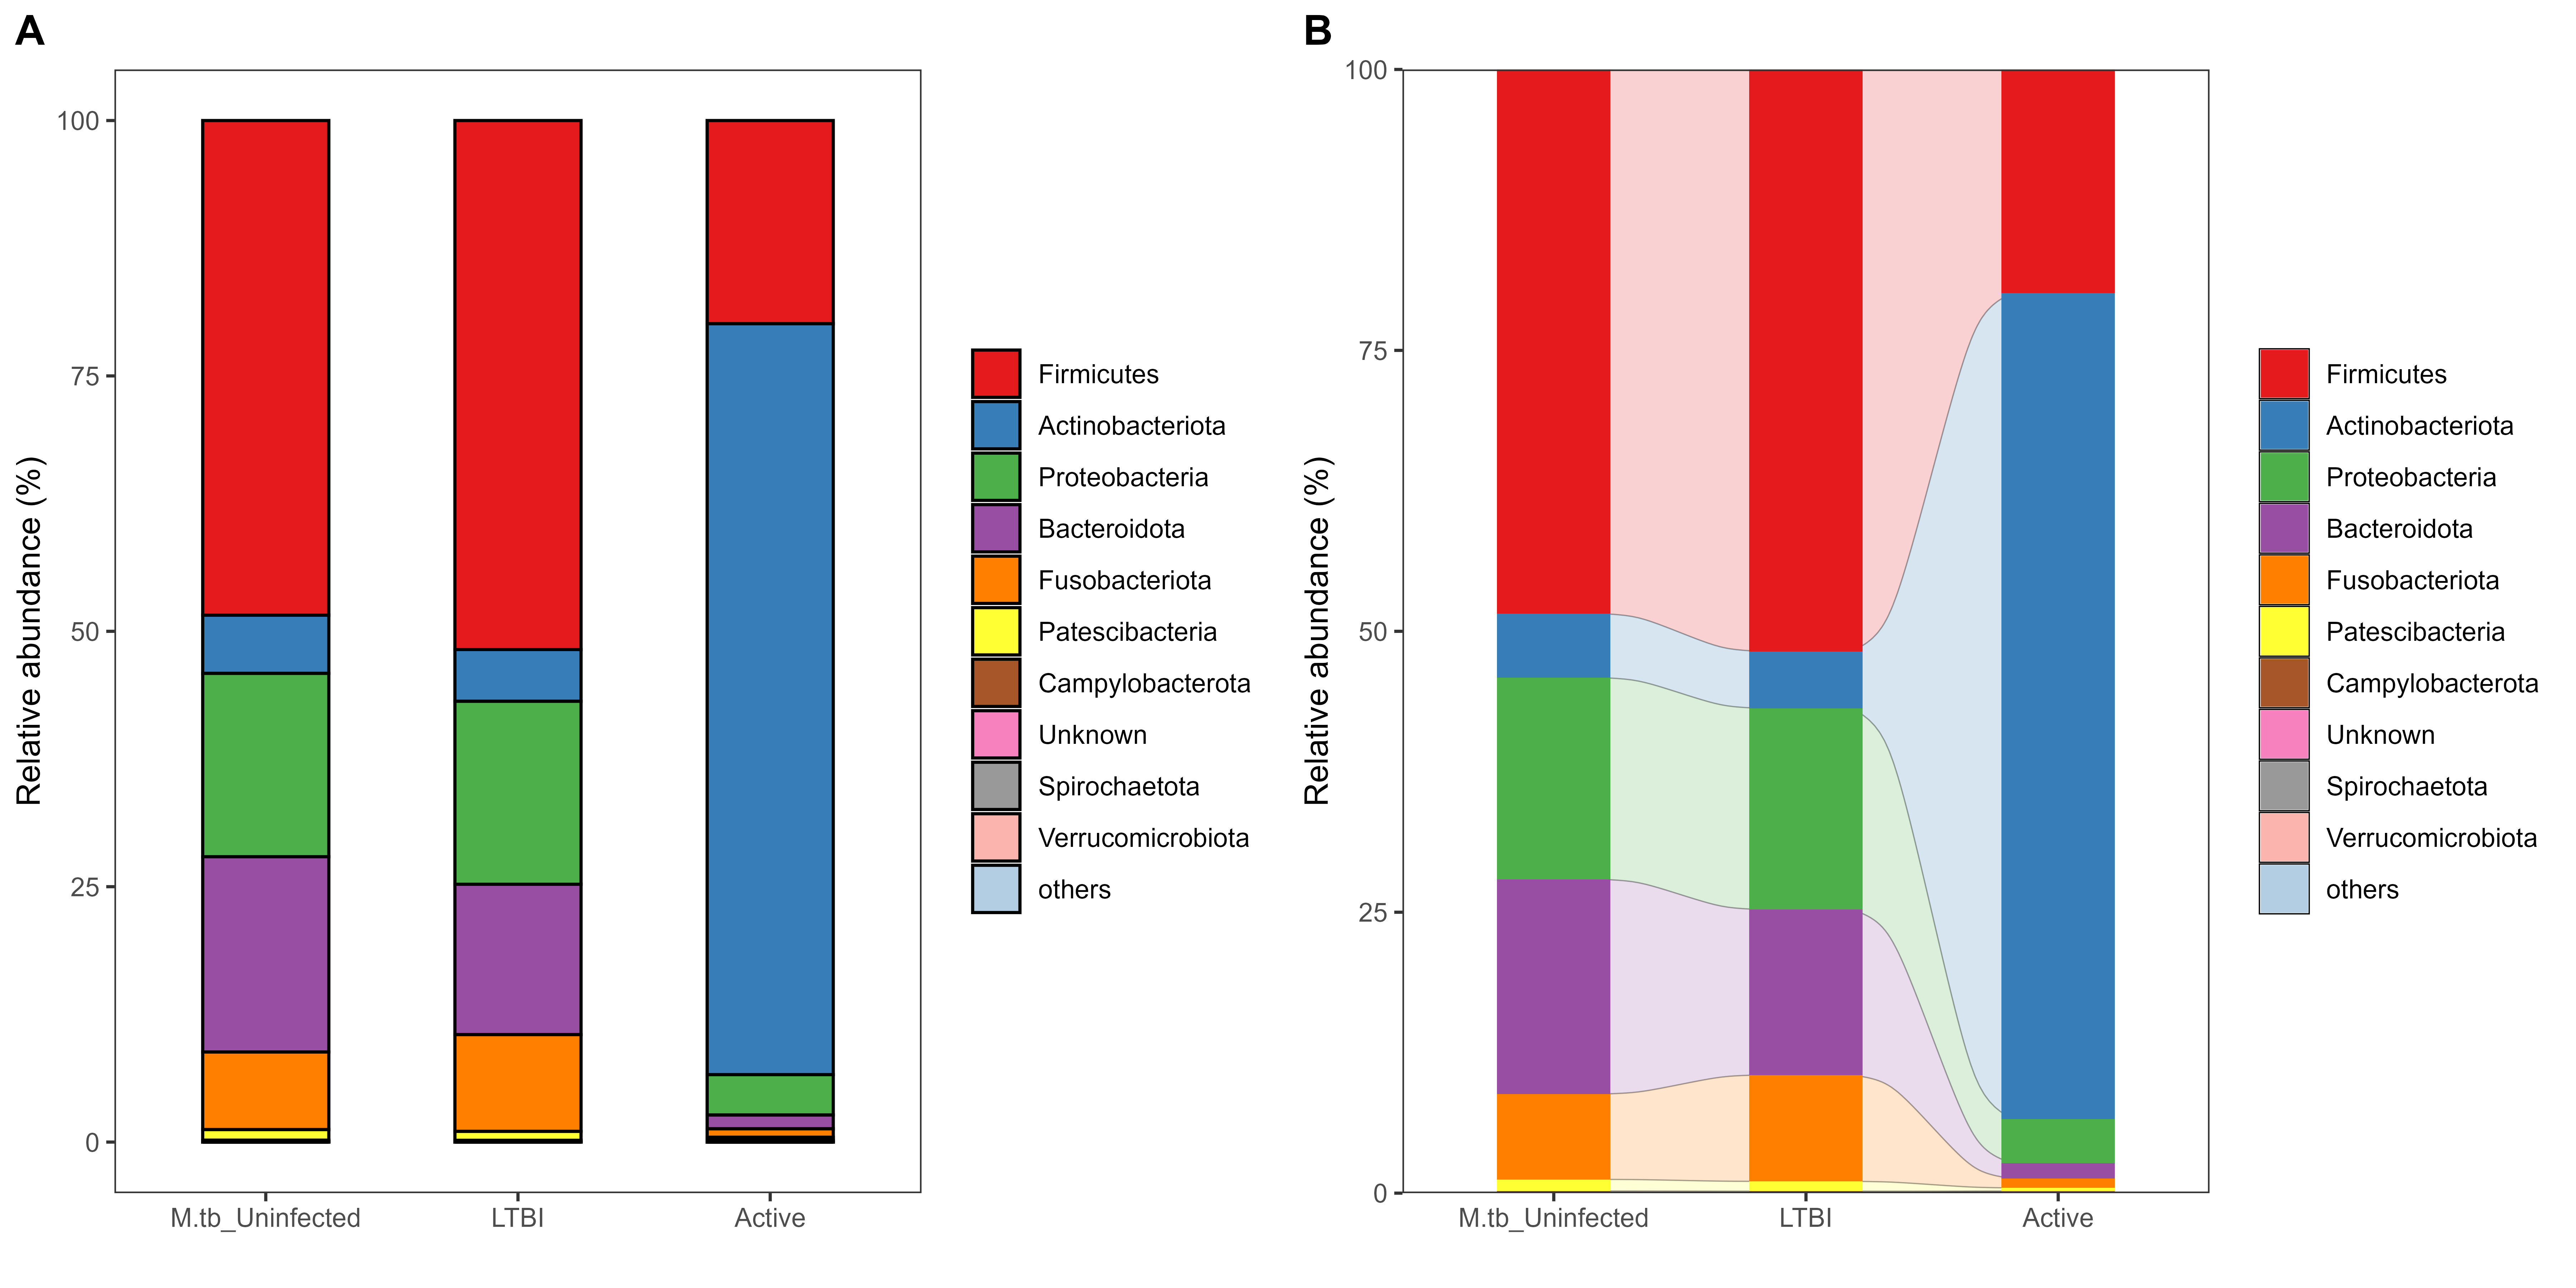 A
Relative abundance (%)
100
75
50
25
0
M.tb_Uninfected LTBI Active
Firmicutes
Actinobacteriota
Proteobacteria
Bacteroidota
Fusobacteriota
Patescibacteria
Campylobacterota
Unknown
Spirochaetota
Verrucomicrobiota
others
B
Relative abundance (%)
100
75
50
25
0
M.tb_Uninfected LTBI Active
Firmicutes
Actinobacteriota
Proteobacteria
Bacteroidota
Fusobacteriota
Patescibacteria
Campylobacterota
Unknown
Spirochaetota
Verrucomicrobiota
others